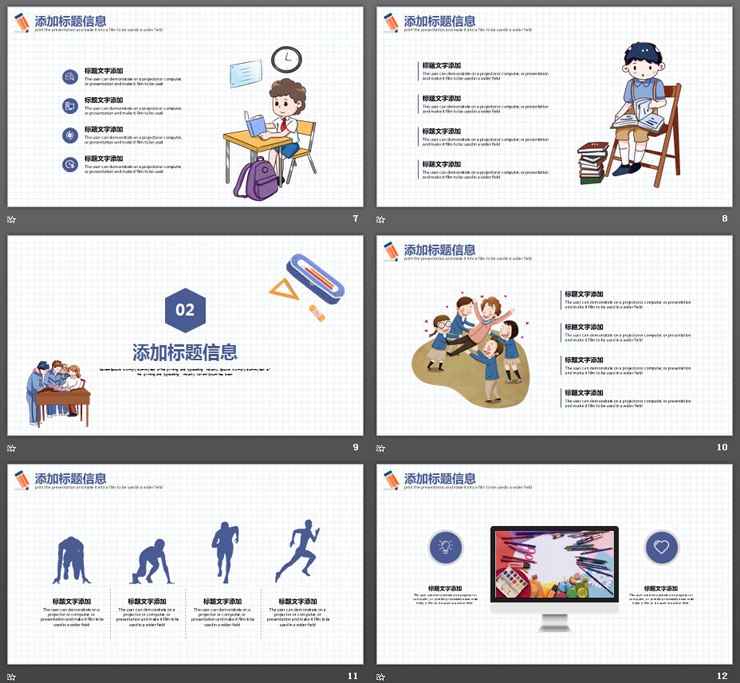 添加标题信息
print the presentation and make it into a film to be used in a wider field
标题文字添加
The user can demonstrate on a projector or computer,
or presentation and make it film to be used
标题文字添加
The user can demonstrate on a projector or computer,
or presentation and make it film to be used
标题文字添加
The user can demonstrate on a projector or computer,
or presentation and make it film to be used
标题文字添加
The user can demonstrate on a projector or computer,
or presentation and make it film to be used
7
添加标题信息
print the presentation and make it into a film to be used in a wider field
标题文字添加
The user can demonstrate on a projector or computer, or presentation
and make it film to be used in a wider field
标题文字添加
The user can demonstrate on a projector or computer, or presentation
and make it film to be used in a wider field
标题文字添加
The user can demonstrate on a projector or computer, or presentation
and make it film to be used in a wider field
标题文字添加
The user can demonstrate on a projector or computer, or presentation
and make it film to be used in a wider field
8
02
添加标题信息
9
添加标题信息
print the presentation and make it into a film to be used in a wider field
标题文字添加
The user can demonstrate on a projector or computer, or presentation
and make it film to be used in a wider field
标题文字添加
The user can demonstrate on a projector or computer, or presentation
and make it film to be used in a wider field
标题文字添加
The user can demonstrate on a projector or computer, or presentation
and make it film to be used in a wider field
标题文字添加
The user can demonstrate on a projector or computer, or presentation
and make it film to be used in a wider field
10
添加标题信息
print the presentation and make it into a film to be used in a wider field
标题文字添加
The user can demonstrate on a
projector or computer, or
presentation and make it film to be
used in a wider field
标题文字添加
The user can demonstrate on a
projector or computer, or
presentation and make it film to be
used in a wider field
标题文字添加
The user can demonstrate on a
projector or computer, or
presentation and make it film to be
used in a wider field
标题文字添加
The user can demonstrate on a
projector or computer, or
presentation and make it film to be
used in a wider field
11
添加标题信息
print the presentation and make it into a film to be used in a wider field
标题文字添加
标题文字添加
12